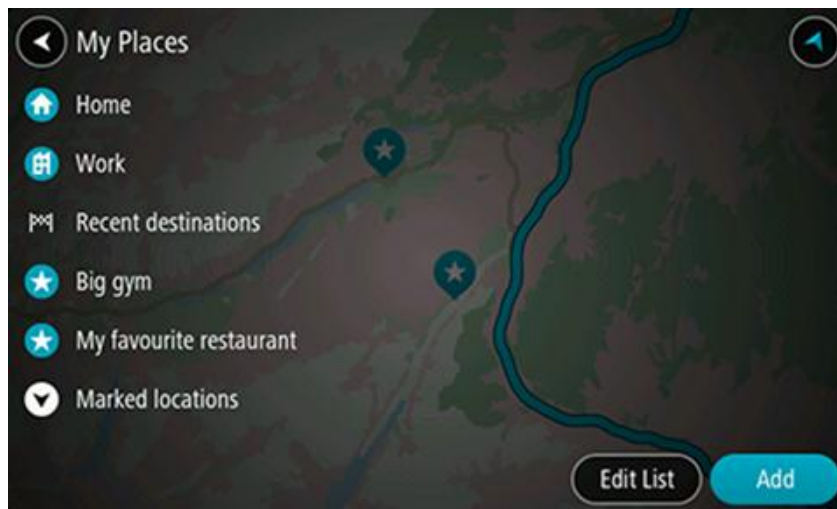 My Places
Home
Work
Recent destinations
Big gym
My favourite restaurant
Marked locations
Edit List
Add